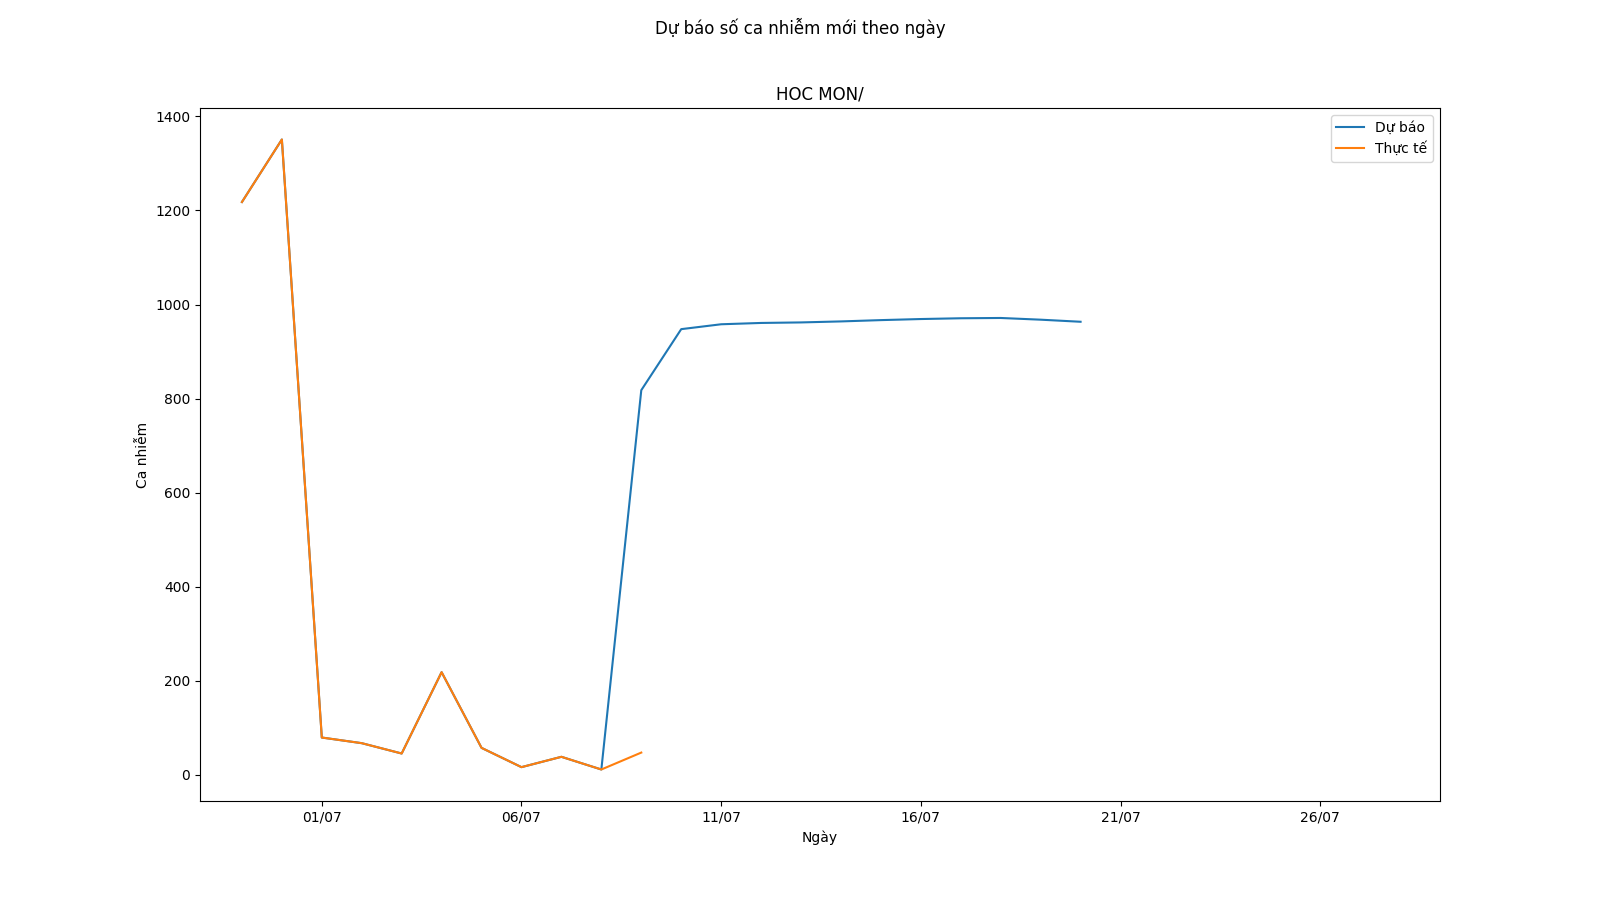 Dự báo số ca nhiễm mới theo ngày
HOC MON/
1400
1200
1000
800
600
400
200
0
Ca nhiễm
Dự báo
Thực tế
01/07
06/07
11/07
16/07
21/07
26/07
Ngày